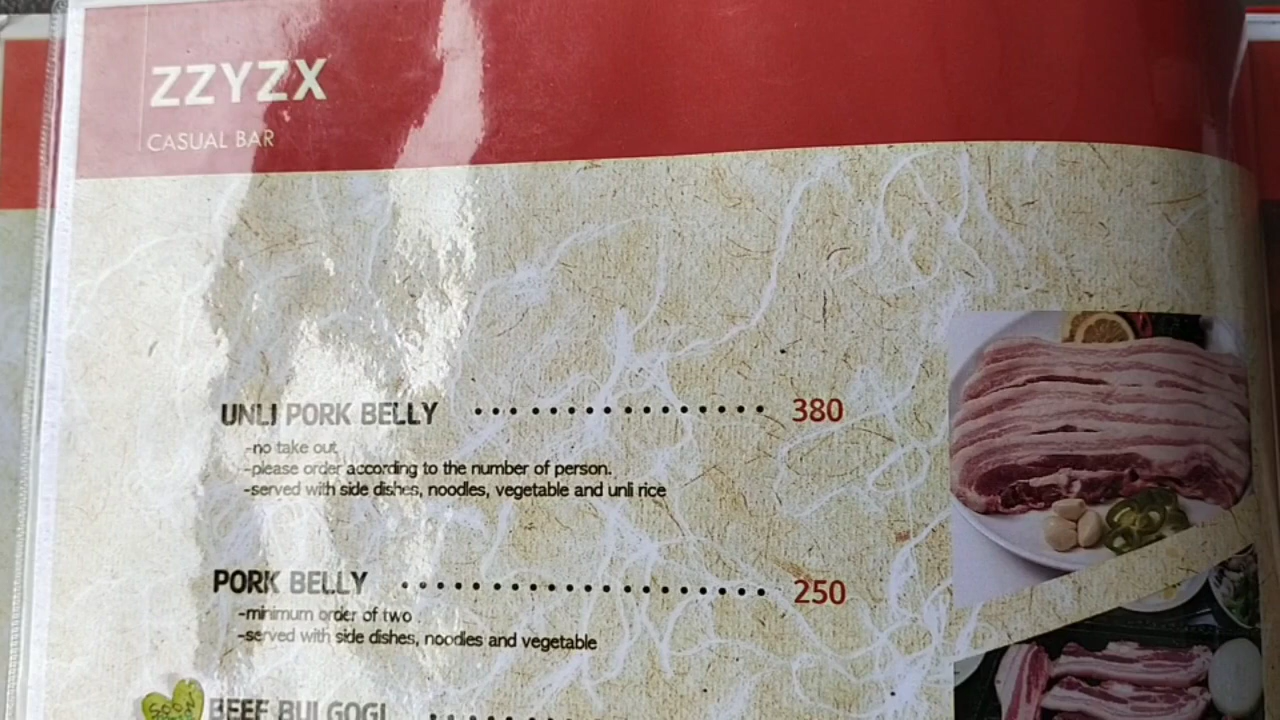 ZZYZX
CASUAL BAR
UNLI PORK BELLY 380
-no take out
-please order according to the number of person.
-served with side dishes, noodles, vegetable and unli rice
PORK BELLY 250
-minimum order of two
-served with side dishes, noodles and vegetable
BEEF BULGOGI